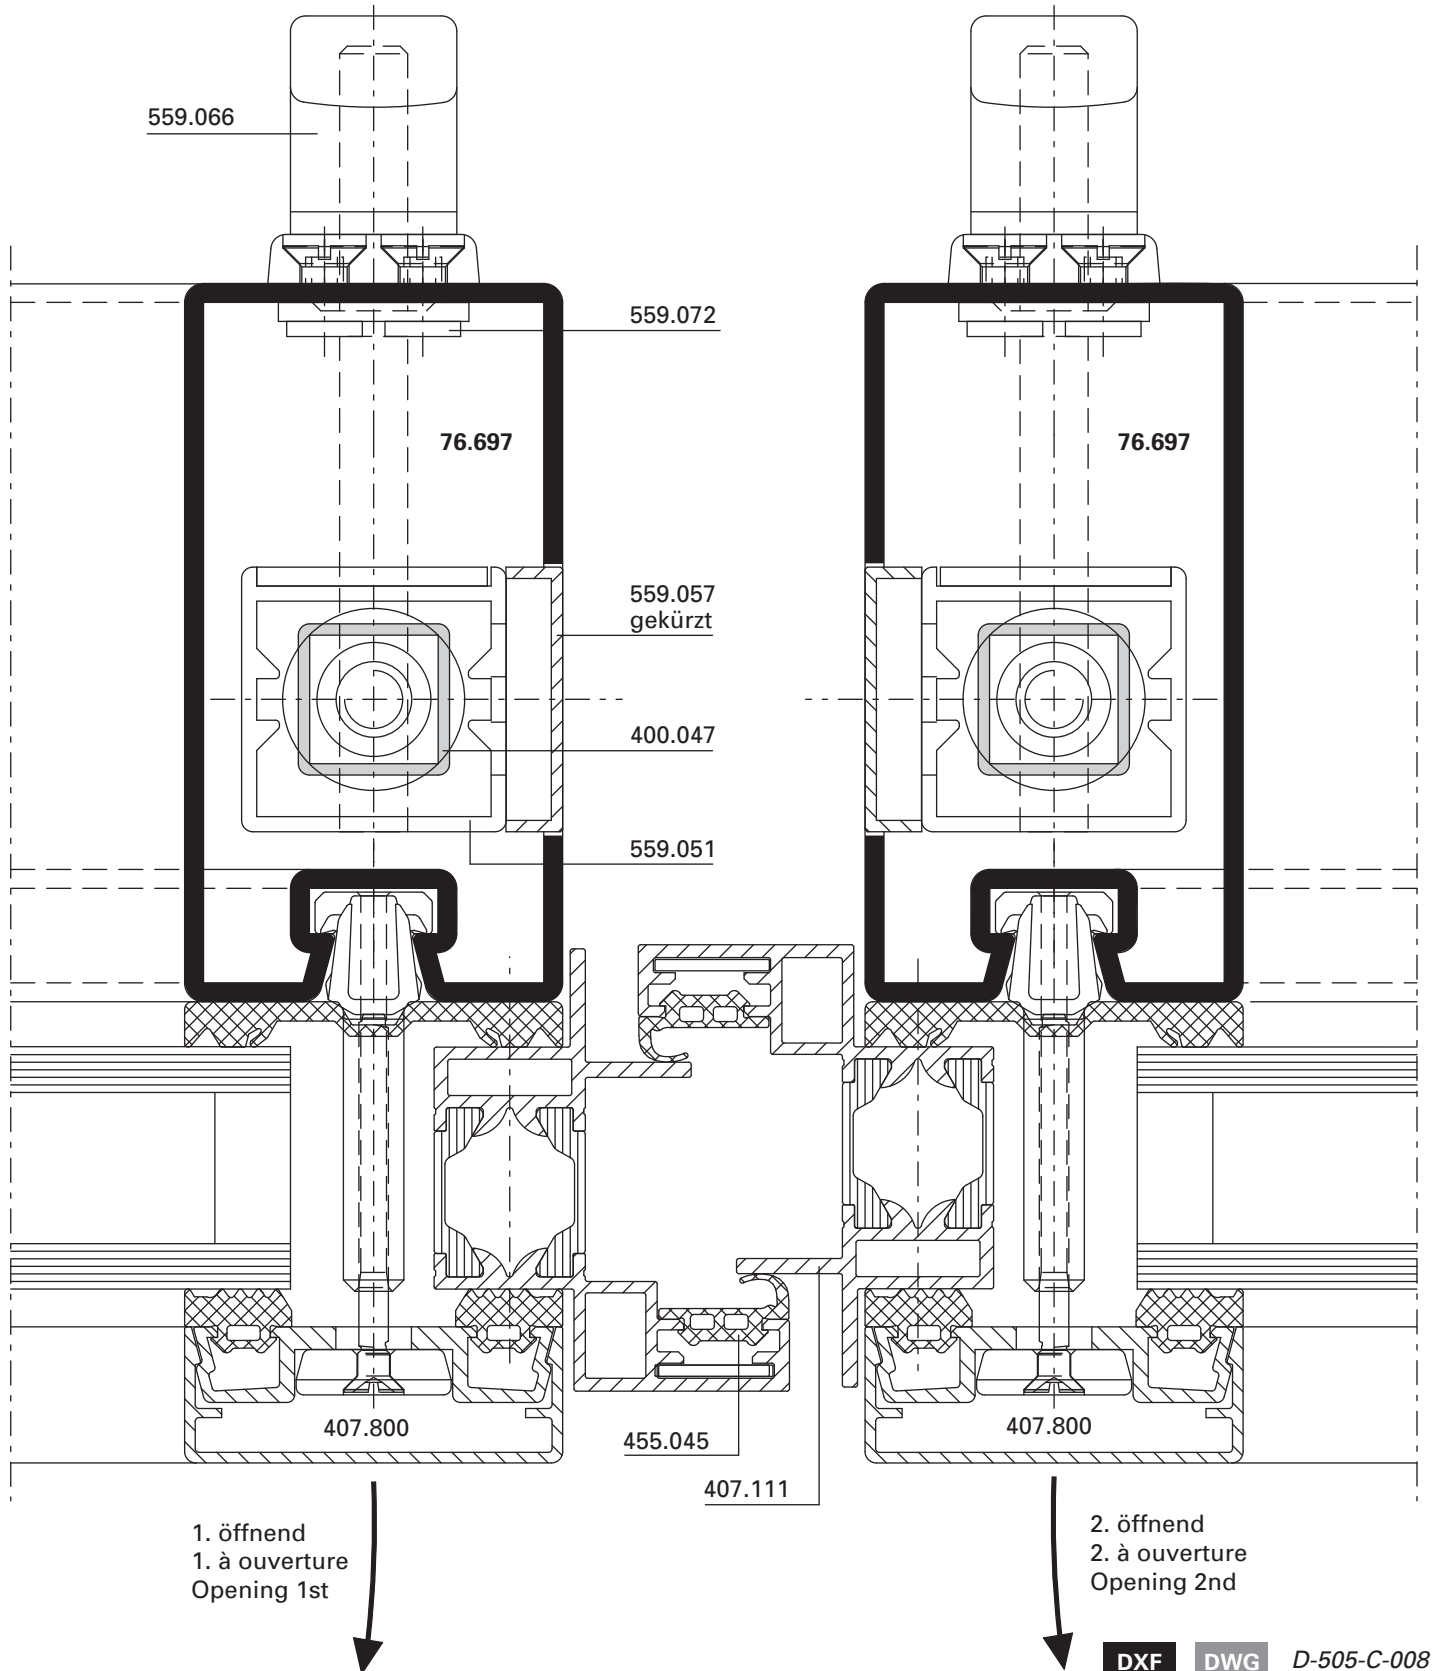 559.066
559.072
76.697
76.697
559.057
gekürzt
400.047
559.051
407.800
407.800
455.045
407.111
1. öffnend
1. à ouverture
Opening 1st
2. öffnend
2. à ouverture
Opening 2nd
DXF DWG D-505-C-008